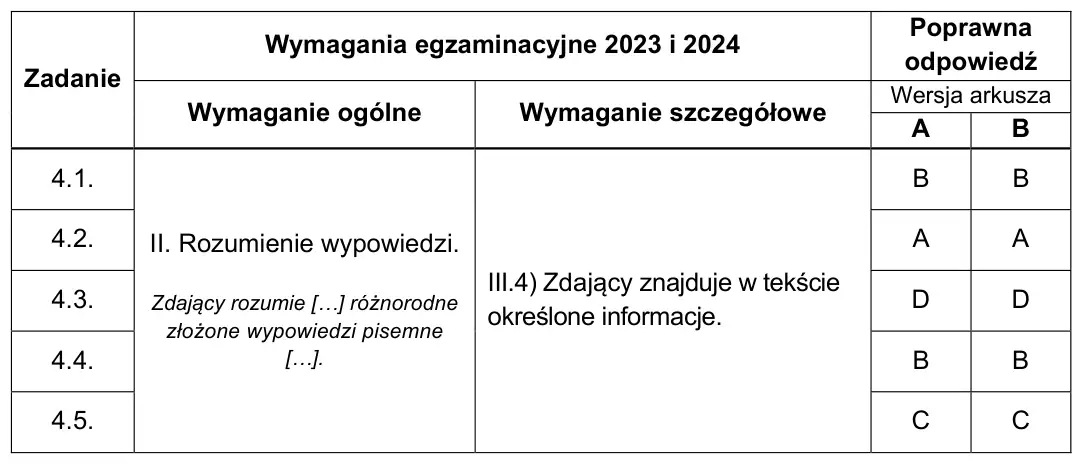 Zadanie
Wymagania egzaminacyjne 2023 i 2024
Poprawna
odpowiedź
Wymaganie ogólne
Wymaganie szczegółowe
Wersja arkusza
A B
4.1.
B B
4.2.
II. Rozumienie wypowiedzi.
A A
4.3.
Zdający rozumie […] różnorodne
złożone wypowiedzi pisemne
[…].
III.4) Zdający znajduje w tekście
określone informacje.
D D
4.4.
B B
4.5.
C C